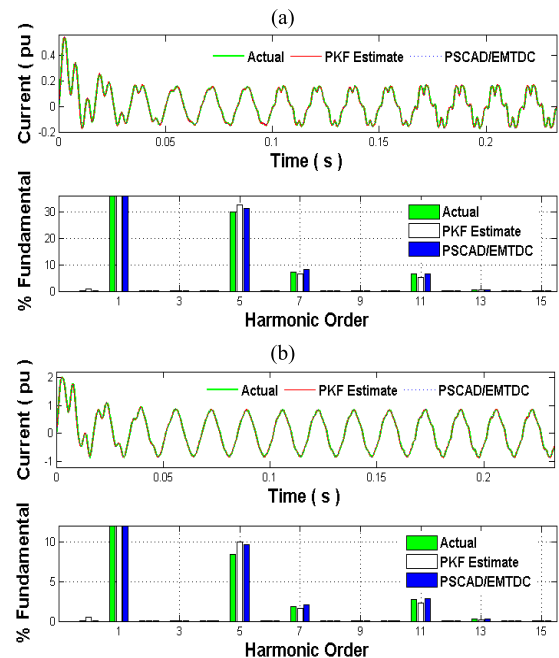 (a)
Current ( pu )
0.4
0.2
0
-0.2
Actual PKF Estimate PSCAD/EMTDC
0 0.05 0.1 0.15 0.2
Time ( s )
% Fundamental
30
20
10
0
Actual
PKF Estimate
PSCAD/EMTDC
1 3 5 7 9 11 13 15
Harmonic Order
(b)
Current ( pu )
2
1
0
-1
Actual PKF Estimate PSCAD/EMTDC
0 0.05 0.1 0.15 0.2
Time ( s )
% Fundamental
10
5
0
Actual
PKF Estimate
PSCAD/EMTDC
1 3 5 7 9 11 13 15
Harmonic Order